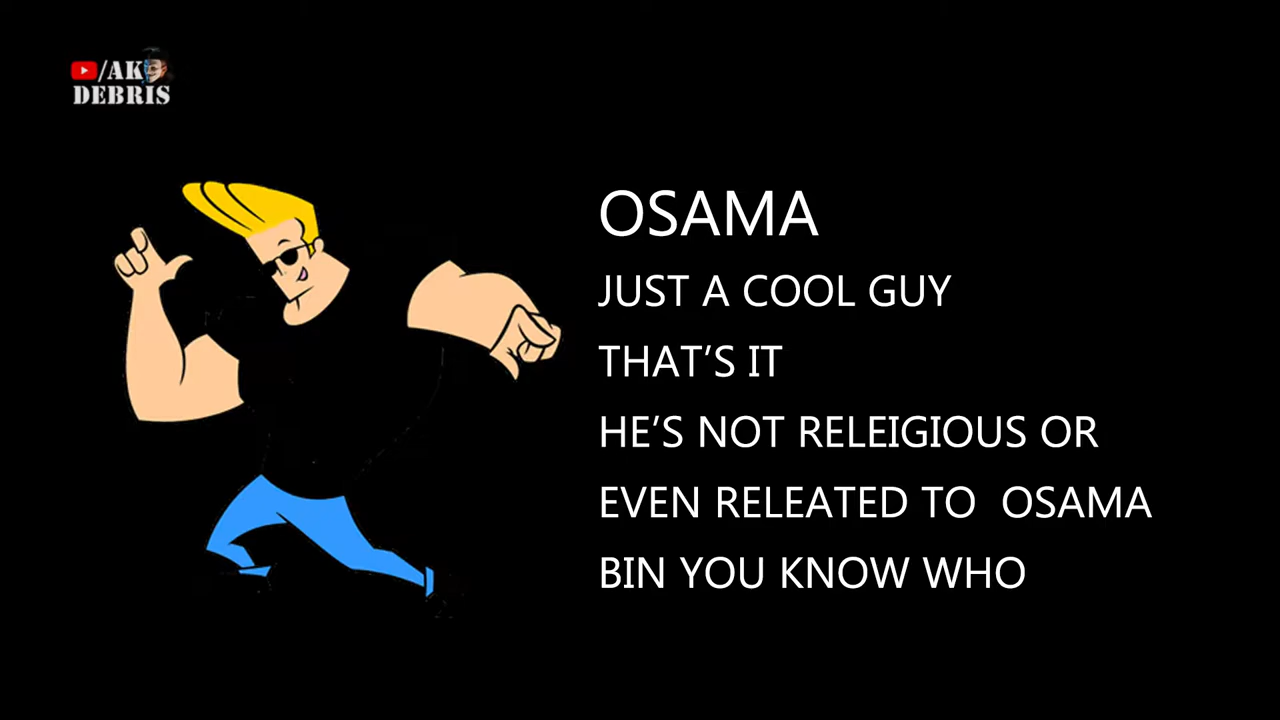 /AK
DEBRIS
OSAMA
JUST A COOL GUY
THAT'S IT
HE'S NOT RELEIGIOUS OR
EVEN RELEATED TO OSAMA
BIN YOU KNOW WHO